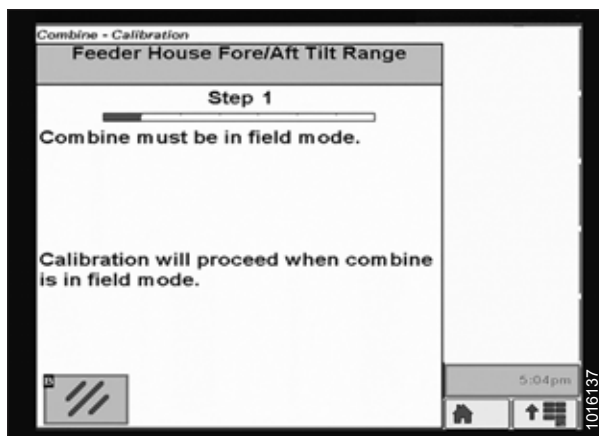 Combine - Calibration
Feeder House Fore/Aft Tilt Range
Step 1
Combine must be in field mode.
Calibration will proceed when combine
is in field mode.
5:04pm
1016137